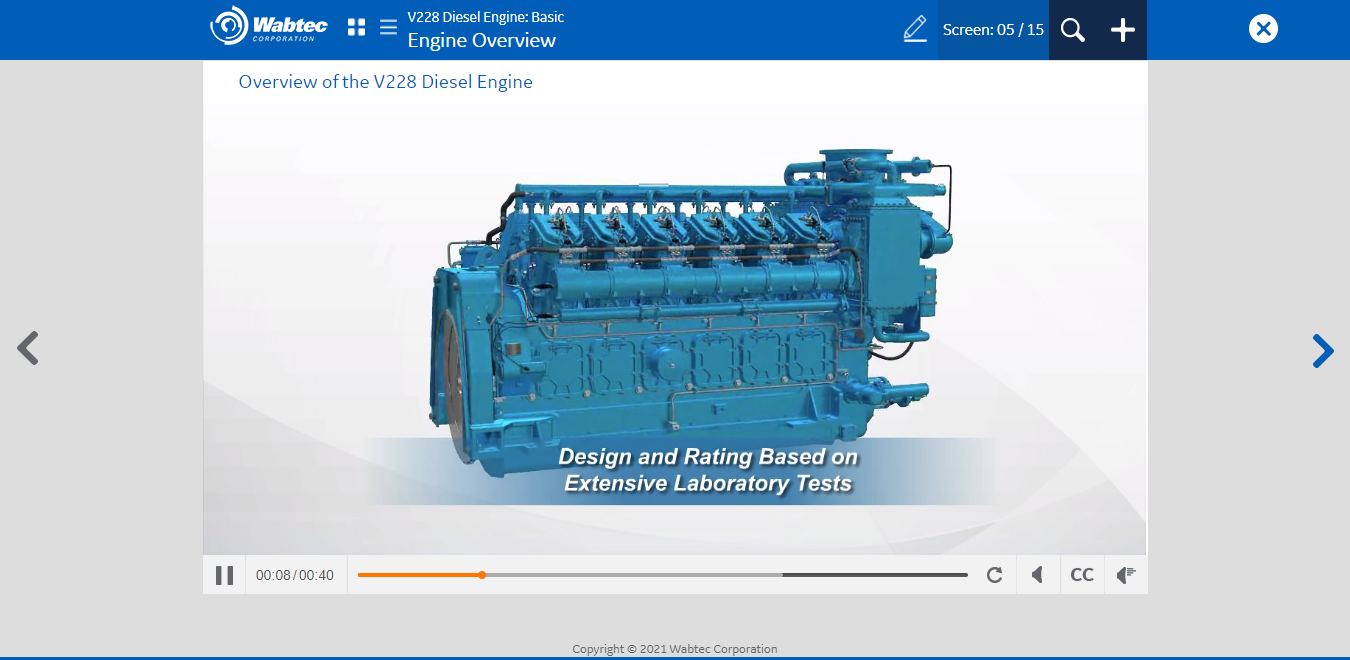 Wabtec
CORPORATION
V228 Diesel Engine: Basic
Engine Overview
Screen: 05 / 15
Overview of the V228 Diesel Engine
Design and Rating Based on
Extensive Laboratory Tests
00:08/00:40
CC
Copyright © 2021 Wabtec Corporation